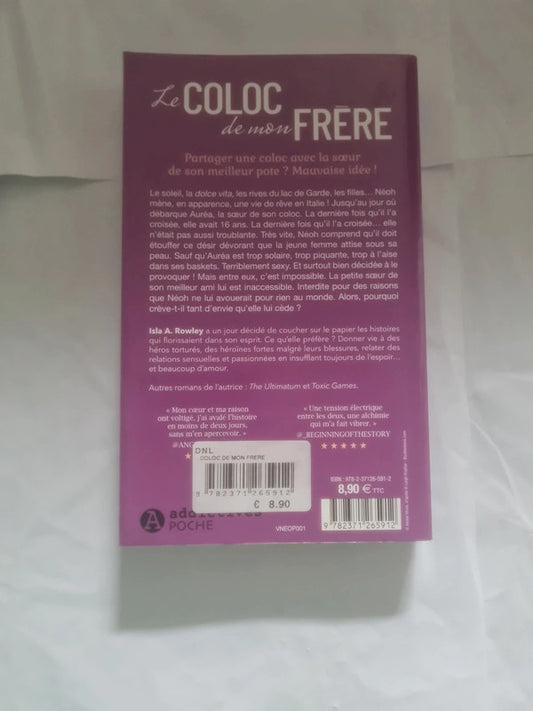 Le COLOC
de mon FRÈRE
Partager une coloc avec la sœur
de son meilleur pote ? Mauvaise idée !
Le soleil, la dolce vita, les rives du lac de Garde, les filles… Néoh
mène, en apparence, une vie de rêve en Italie ! Jusqu'au jour où
débarque Auréa, la sœur de son coloc. La dernière fois qu'il l'a
croisée, elle avait 16 ans. La dernière fois qu'il l'a croisée… elle
n'était pas aussi troublante. Très vite, Néoh comprend qu'il doit
étouffer ce désir dévorant que la jeune femme attise sous sa
peau. Sauf qu'Auréa est trop solaire, trop piquante, trop à l'aise
dans ses baskets. Terriblement sexy. Et surtout bien décidée à le
provoquer ! Mais entre eux, c'est impossible. La petite sœur de
son meilleur ami lui est inaccessible. Interdite pour des raisons
que Néoh ne lui avouerait pour rien au monde. Alors, pourquoi
crève-t-il tant d'envie qu'elle lui cède ?
Isla A. Rowley a un jour décidé de coucher sur le papier les histoires
qui florissaient dans son esprit. Ce qu'elle préfère ? Donner vie à des
héros torturés, des héroïnes fortes malgré leurs blessures, relater des
relations sensuelles et passionnées en insufflant toujours de l'espoir…
et beaucoup d'amour.
Autres romans de l'autrice : The Ultimatum et Toxic Games.
« Mon cœur et ma raison
ont voltigé, j'ai avalé l'histoire
en moins de deux jours,
sans m'en apercevoir. »
« Une tension électrique
entre les deux, une alchimie
qui m'a fait vibrer. »
@_BEGINNINGOFTHESTORY
★★★★★
DNL
COLOC DE MON FRERE
9 782371 265912
€ 8.90
addictives
POCHE
VNEOP001
ISBN : 978-2-37126-591-2
8,90 € TTC
9 782371 265912